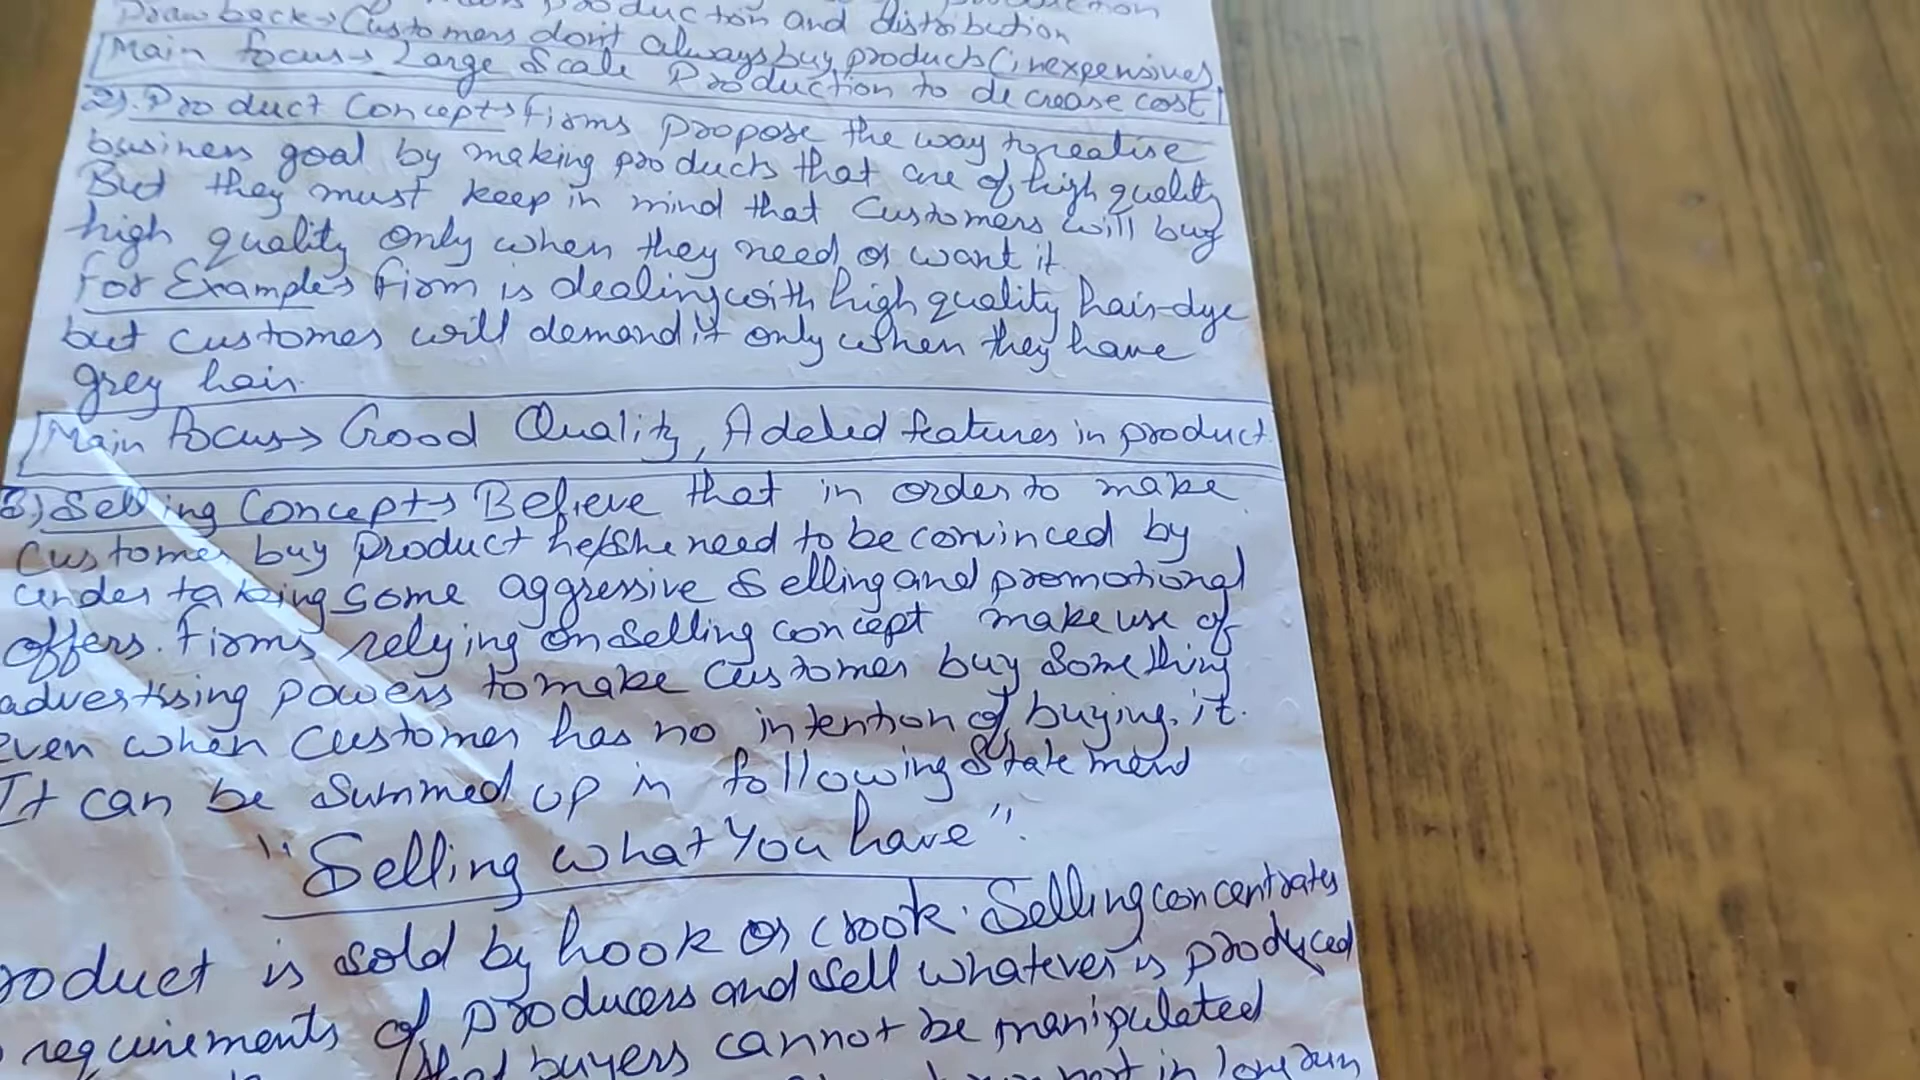 production and distribution
Drawback→ Customers don't always buy products (inexpensive)
Main focus→ Large Scale Production to decrease cost
2). Product Concept→ Firms propose the way to realise
business goal by making products that are of high quality
But they must keep in mind that Customers will buy
high quality only when they need or want it
For Example→ Firm is dealing with high quality hair-dye
but customer will demand it only when they have
grey hair.
Main focus→ Good Quality, Added features in product.
3) Selling Concept→ Believe that in order to make
customer buy product he/she need to be convinced by
undertaking some aggressive Selling and promotional
offers. Firms relying on Selling concept make use of
advertising powers to make customer buy Something
even when customer has no intention of buying it.
It can be Summed up in following Statement
"Selling what You have".
product is sold by hook or crook. Selling concentrates
requirements of producers and sell whatever is produced
that buyers cannot be manipulated
not in long run